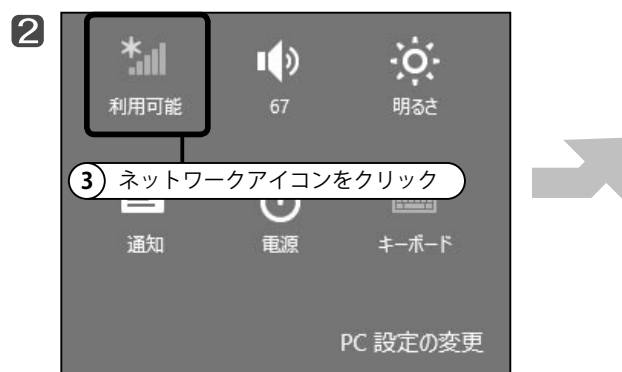 2
利用可能
67
明るさ
3 ネットワークアイコンをクリック
通知
電源
キーボード
PC 設定の変更